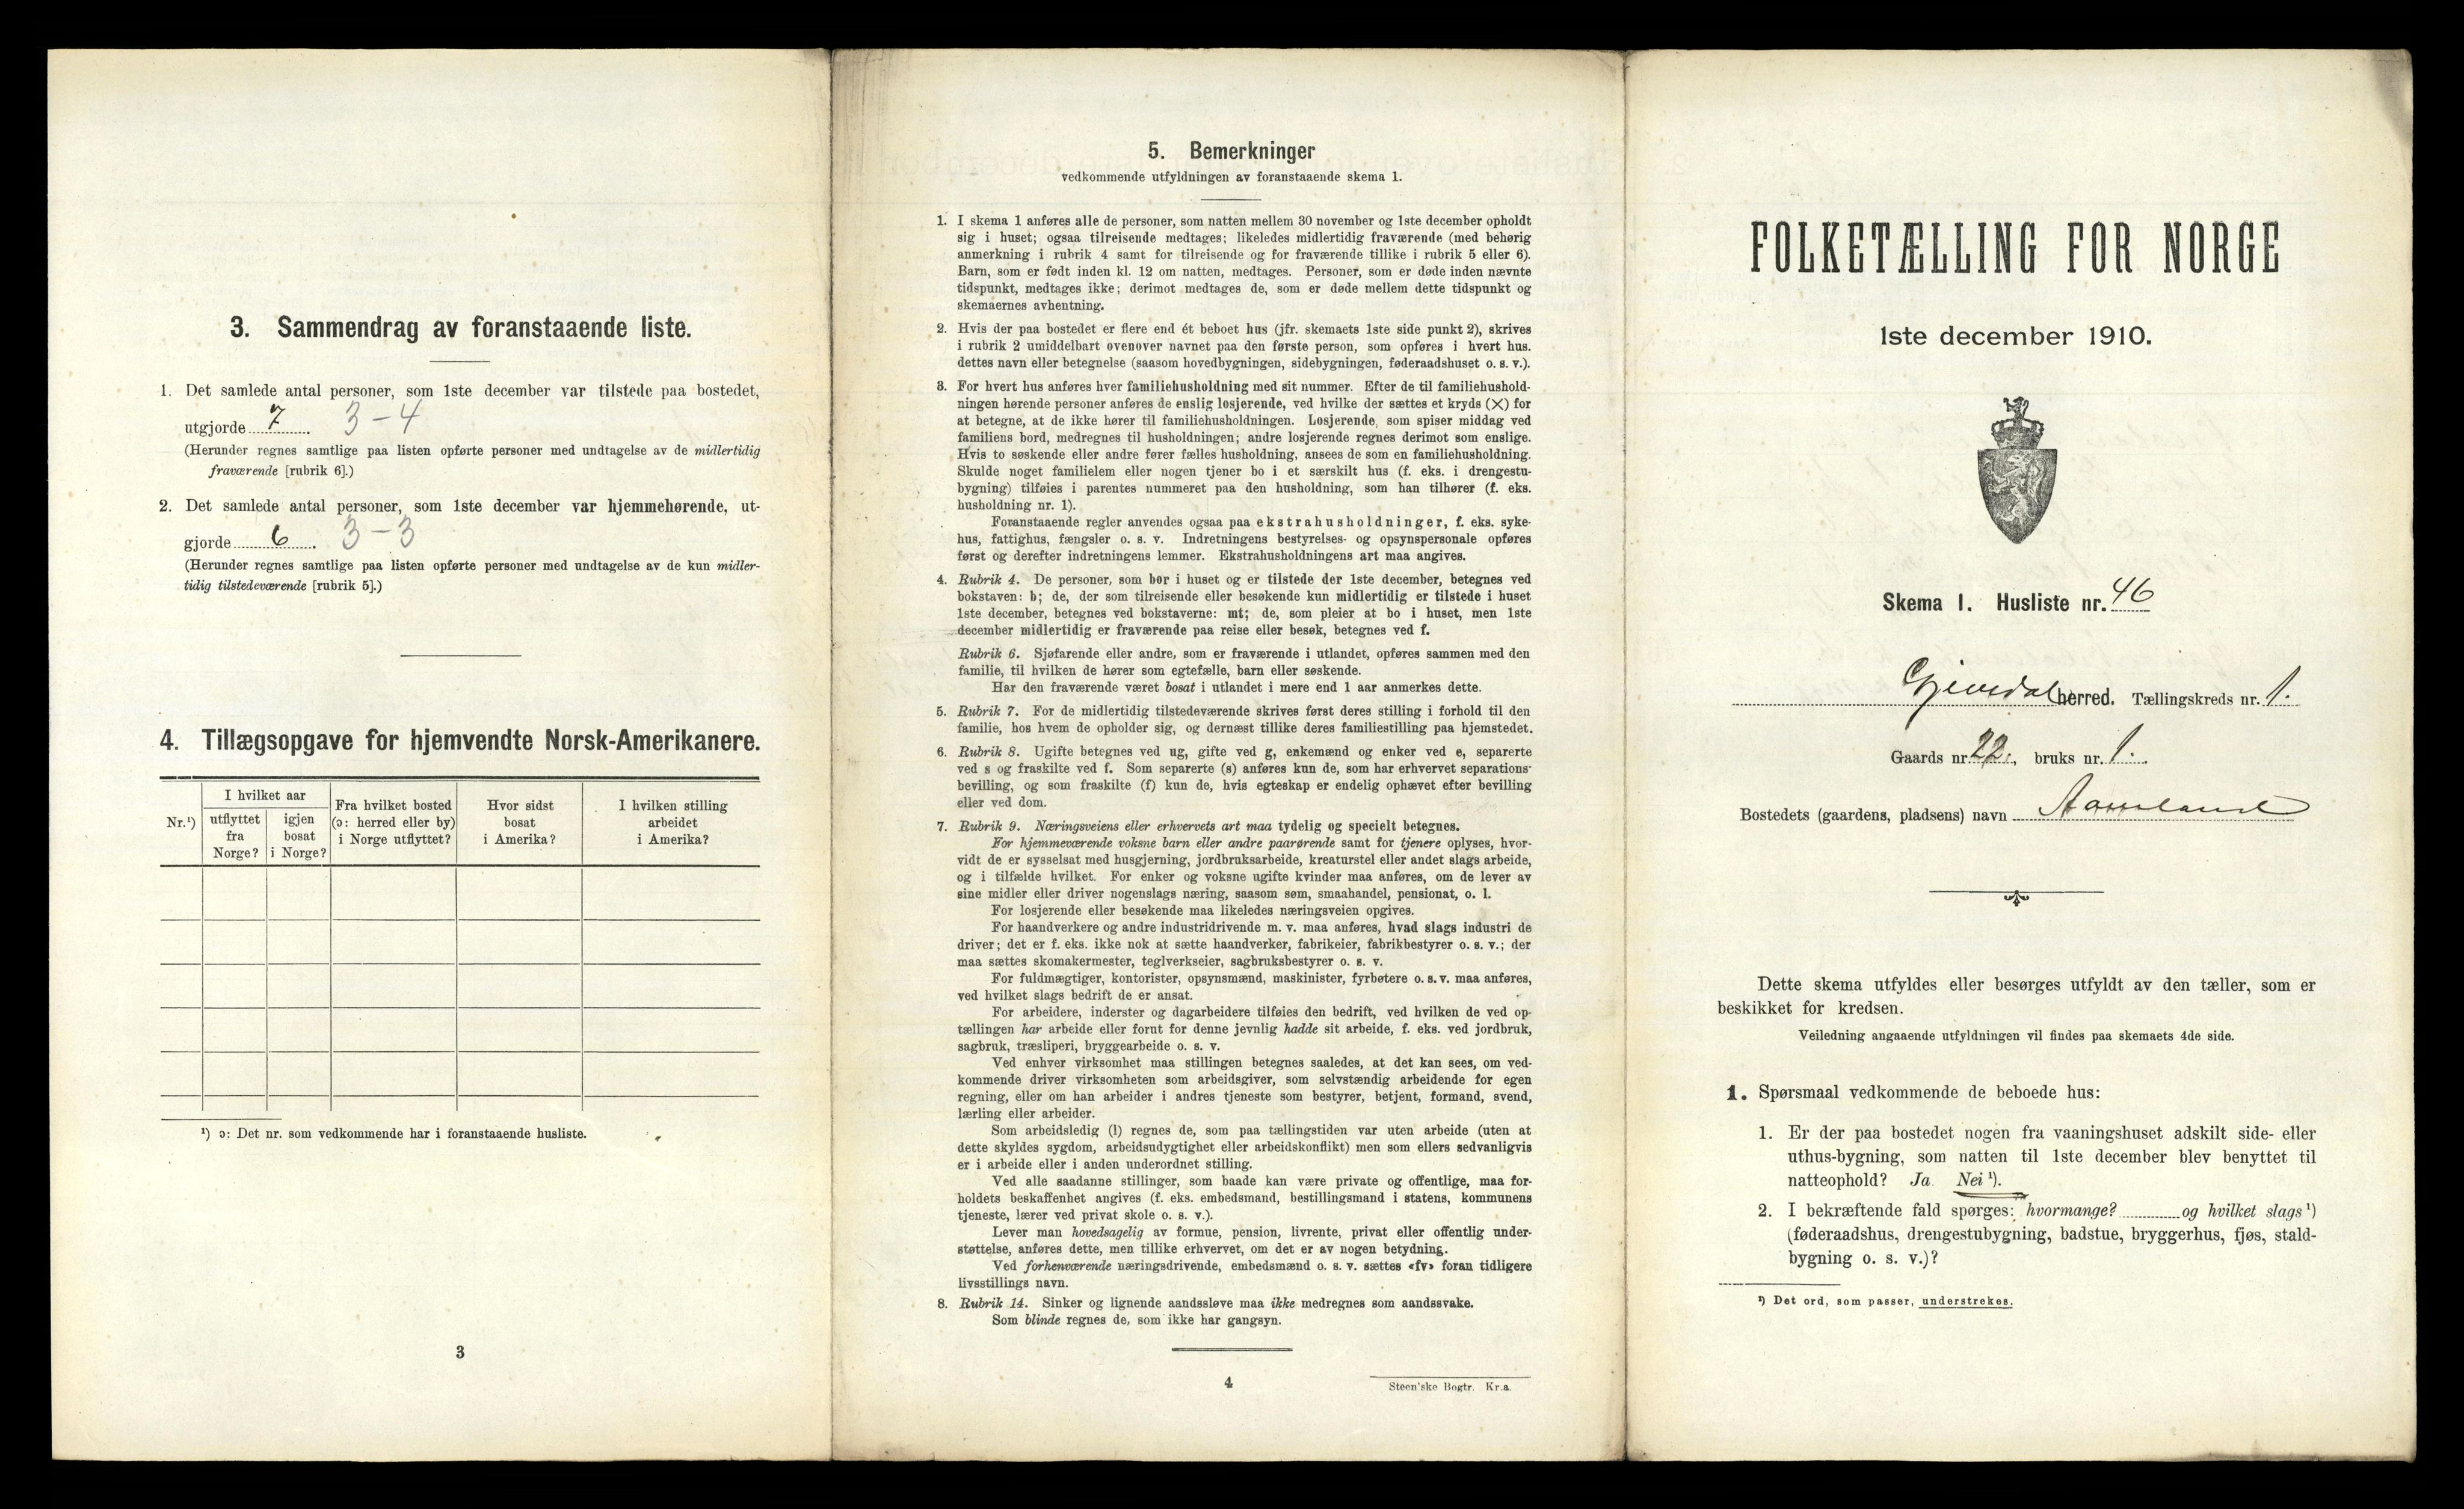 3. Sammendrag av foranstaaende liste.
1. Det samlede antal personer, som 1ste december var tilstede paa bostedet,
utgjorde 7. 3-4
(Herunder regnes samtlige paa listen opførte personer med undtagelse av de midlertidig
fraværende [rubrik 6].)
2. Det samlede antal personer, som 1ste december var hjemmehørende, ut-
gjorde 6. 3-3
(Herunder regnes samtlige paa listen opførte personer med undtagelse av de kun midler-
tidig tilstedeværende [rubrik 5].)
4. Tillægsopgave for hjemvendte Norsk-Amerikanere.
Nr.¹)
I hvilket aar
utflyttet
fra
Norge?
igjen
bosat
i Norge?
Fra hvilket bosted
(ɔ: herred eller by)
i Norge utflyttet?
Hvor sidst
bosat
i Amerika?
I hvilken stilling
arbeidet
i Amerika?
¹) ɔ: Det nr. som vedkommende har i foranstaaende husliste.
3
5. Bemerkninger
vedkommende utfyldningen av foranstaaende skema 1.
1. I skema 1 anføres alle de personer, som natten mellem 30 november og 1ste december opholdt
sig i huset; ogsaa tilreisende medtages; likeledes midlertidig fraværende (med behørig
anmerkning i rubrik 4 samt for tilreisende og for fraværende tillike i rubrik 5 eller 6).
Barn, som er født inden kl. 12 om natten, medtages. Personer, som er døde inden nævnte
tidspunkt, medtages ikke; derimot medtages de, som er døde mellem dette tidspunkt og
skemaernes avhentning.
2. Hvis der paa bostedet er flere end ét beboet hus (jfr. skemaets 1ste side punkt 2), skrives
i rubrik 2 umiddelbart ovenover navnet paa den første person, som opføres i hvert hus.
dettes navn eller betegnelse (saasom hovedbygningen, sidebygningen, føderaadshuset o. s. v.).
3. For hvert hus anføres hver familiehusholdning med sit nummer. Efter de til familiehushold-
ningen hørende personer anføres de enslig losjerende, ved hvilke der sættes et kryds (×) for
at betegne, at de ikke hører til familiehusholdningen. Losjerende, som spiser middag ved
familiens bord, medregnes til husholdningen; andre losjerende regnes derimot som enslige.
Hvis to søskende eller andre fører fælles husholdning, ansees de som en familiehusholdning.
Skulde noget familielem eller nogen tjener bo i et særskilt hus (f. eks. i drengestu-
bygning) tilføies i parentes nummeret paa den husholdning, som han tilhører (f. eks.
husholdning nr. 1).
Foranstaaende regler anvendes ogsaa paa ekstrahusholdninger, f. eks. syke-
hus, fattighus, fængsler o. s. v. Indretningens bestyrelses- og opsynspersonale opføres
først og derefter indretningens lemmer. Ekstrahusholdningens art maa angives.
4. Rubrik 4. De personer, som bor i huset og er tilstede der 1ste december, betegnes ved
bokstaven: b; de, der som tilreisende eller besøkende kun midlertidig er tilstede i huset
1ste december, betegnes ved bokstaverne: mt; de, som pleier at bo i huset, men 1ste
december midlertidig er fraværende paa reise eller besøk, betegnes ved f.
Rubrik 6. Sjøfarende eller andre, som er fraværende i utlandet, opføres sammen med den
familie, til hvilken de hører som egtefælle, barn eller søskende.
Har den fraværende været bosat i utlandet i mere end 1 aar anmerkes dette.
5. Rubrik 7. For de midlertidig tilstedeværende skrives først deres stilling i forhold til den
familie, hos hvem de opholder sig, og dernæst tillike deres familiestilling paa hjemstedet.
6. Rubrik 8. Ugifte betegnes ved ug, gifte ved g, enkemænd og enker ved e, separerte
ved s og fraskilte ved f. Som separerte (s) anføres kun de, som har erhvervet separations-
bevilling, og som fraskilte (f) kun de, hvis egteskap er endelig ophævet efter bevilling
eller ved dom.
7. Rubrik 9. Næringsveiens eller erhvervets art maa tydelig og specielt betegnes.
For hjemmeværende voksne barn eller andre paarørende samt for tjenere oplyses, hvor-
vidt de er sysselsat med husgjerning, jordbruksarbeide, kreaturstel eller andet slags arbeide,
og i tilfælde hvilket. For enker og voksne ugifte kvinder maa anføres, om de lever av
sine midler eller driver nogenslags næring, saasom søm, smaahandel, pensionat, o. l.
For losjerende eller besøkende maa likeledes næringsveien opgives.
For haandverkere og andre industridrivende m. v. maa anføres, hvad slags industri de
driver; det er f. eks. ikke nok at sætte haandverker, fabrikeier, fabrikbestyrer o. s. v.; der
maa sættes skomakermester, teglverkseier, sagbruksbestyrer o. s. v.
For fuldmægtiger, kontorister, opsynsmænd, maskinister, fyrbøtere o. s. v. maa anføres,
ved hvilket slags bedrift de er ansat.
For arbeidere, inderster og dagarbeidere tilføies den bedrift, ved hvilken de ved op-
tællingen har arbeide eller forut for denne jevnlig hadde sit arbeide, f. eks. ved jordbruk,
sagbruk, træsliperi, bryggearbeide o. s. v.
Ved enhver virksomhet maa stillingen betegnes saaledes, at det kan sees, om ved-
kommende driver virksomheten som arbeidsgiver, som selvstændig arbeidende for egen
regning, eller om han arbeider i andres tjeneste som bestyrer, betjent, formand, svend,
lærling eller arbeider.
Som arbeidsledig (l) regnes de, som paa tællingstiden var uten arbeide (uten at
dette skyldes sygdom, arbeidsudygtighet eller arbeidskonflikt) men som ellers sedvanligvis
er i arbeide eller i anden underordnet stilling.
Ved alle saadanne stillinger, som baade kan være private og offentlige, maa for-
holdets beskaffenhet angives (f. eks. embedsmand, bestillingsmand i statens, kommunens
tjeneste, lærer ved privat skole o. s. v.).
Lever man hovedsagelig av formue, pension, livrente, privat eller offentlig under-
støttelse, anføres dette, men tillike erhvervet, om det er av nogen betydning.
Ved forhenværende næringsdrivende, embedsmænd o. s. v. sættes «fv» foran tidligere
livsstillings navn.
8. Rubrik 14. Sinker og lignende aandssløve maa ikke medregnes som aandssvake.
Som blinde regnes de, som ikke har gangsyn.
4
Steen'ske Bogtr. Kr.a.
FOLKETÆLLING FOR NORGE
1ste december 1910.
Skema 1. Husliste nr. 46
Gjerrdal herred. Tællingskreds nr. 1.
Gaards nr. 22., bruks nr. 1.
Bostedets (gaardens, pladsens) navn Aamland
Dette skema utfyldes eller besørges utfyldt av den tæller, som er
beskikket for kredsen.
Veiledning angaaende utfyldningen vil findes paa skemaets 4de side.
1. Spørsmaal vedkommende de beboede hus:
1. Er der paa bostedet nogen fra vaaningshuset adskilt side- eller
uthus-bygning, som natten til 1ste december blev benyttet til
natteophold? Ja Nei ¹).
2. I bekræftende fald spørges: hvormange? og hvilket slags ¹)
(føderaadshus, drengestubygning, badstue, bryggerhus, fjøs, stald-
bygning o. s. v.)?
¹) Det ord, som passer, understrekes.